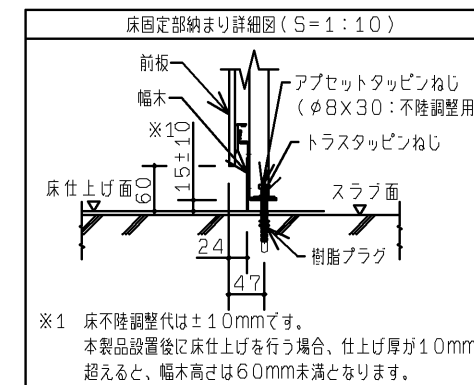 床固定部納まり詳細図(S=1:10)
前板
アプセットタッピンねじ
幅木
(φ8X30:不陸調整用
※1
トラスタッピンねじ
15±10
60
床仕上げ面
スラブ面
24
樹脂プラグ
47
※1 床不陸調整代は±10mmです。
本製品設置後に床仕上げを行う場合、仕上げ厚が10mm
超えると、幅木高さは60mm未満となります。